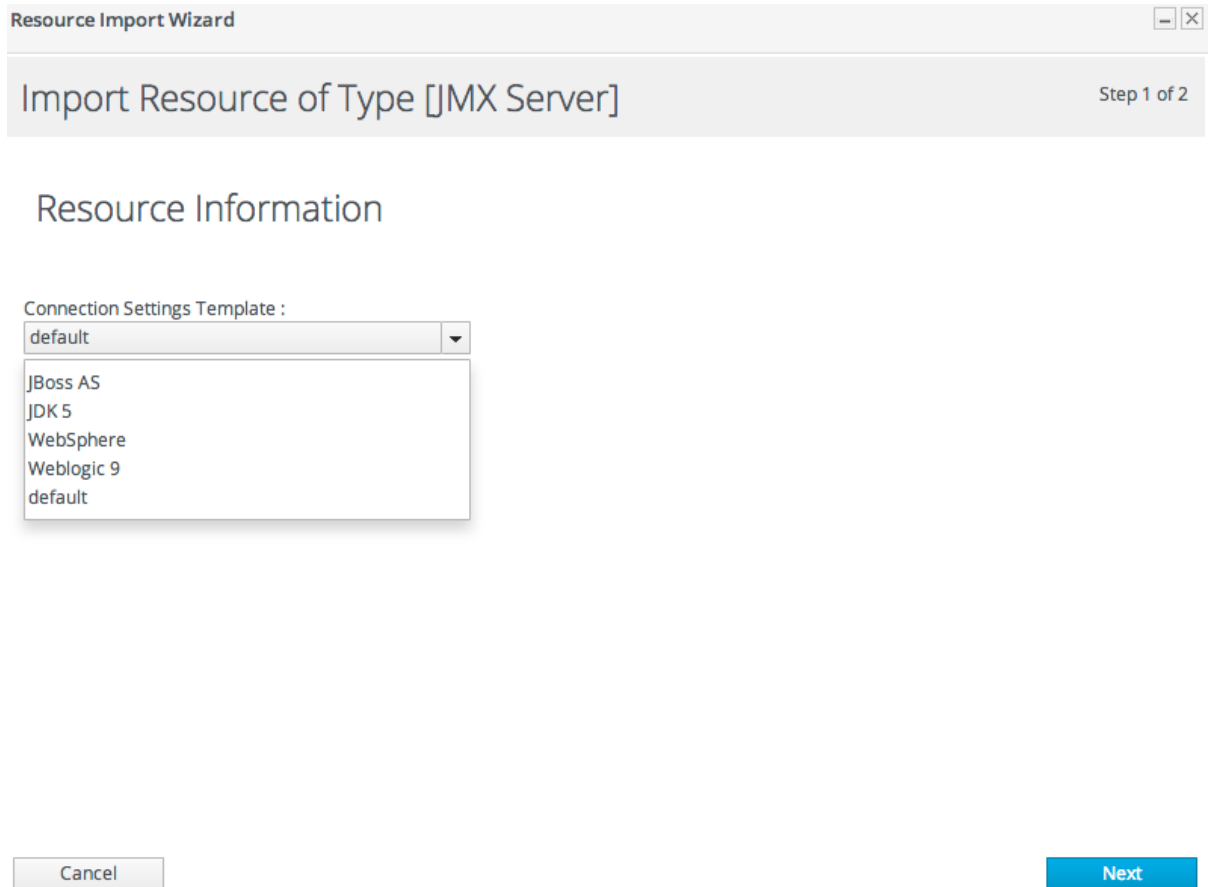 Resource Import Wizard
Import Resource of Type [JMX Server]
Step 1 of 2
Resource Information
Connection Settings Template :
default
JBoss AS
JDK 5
WebSphere
Weblogic 9
default
Cancel
Next